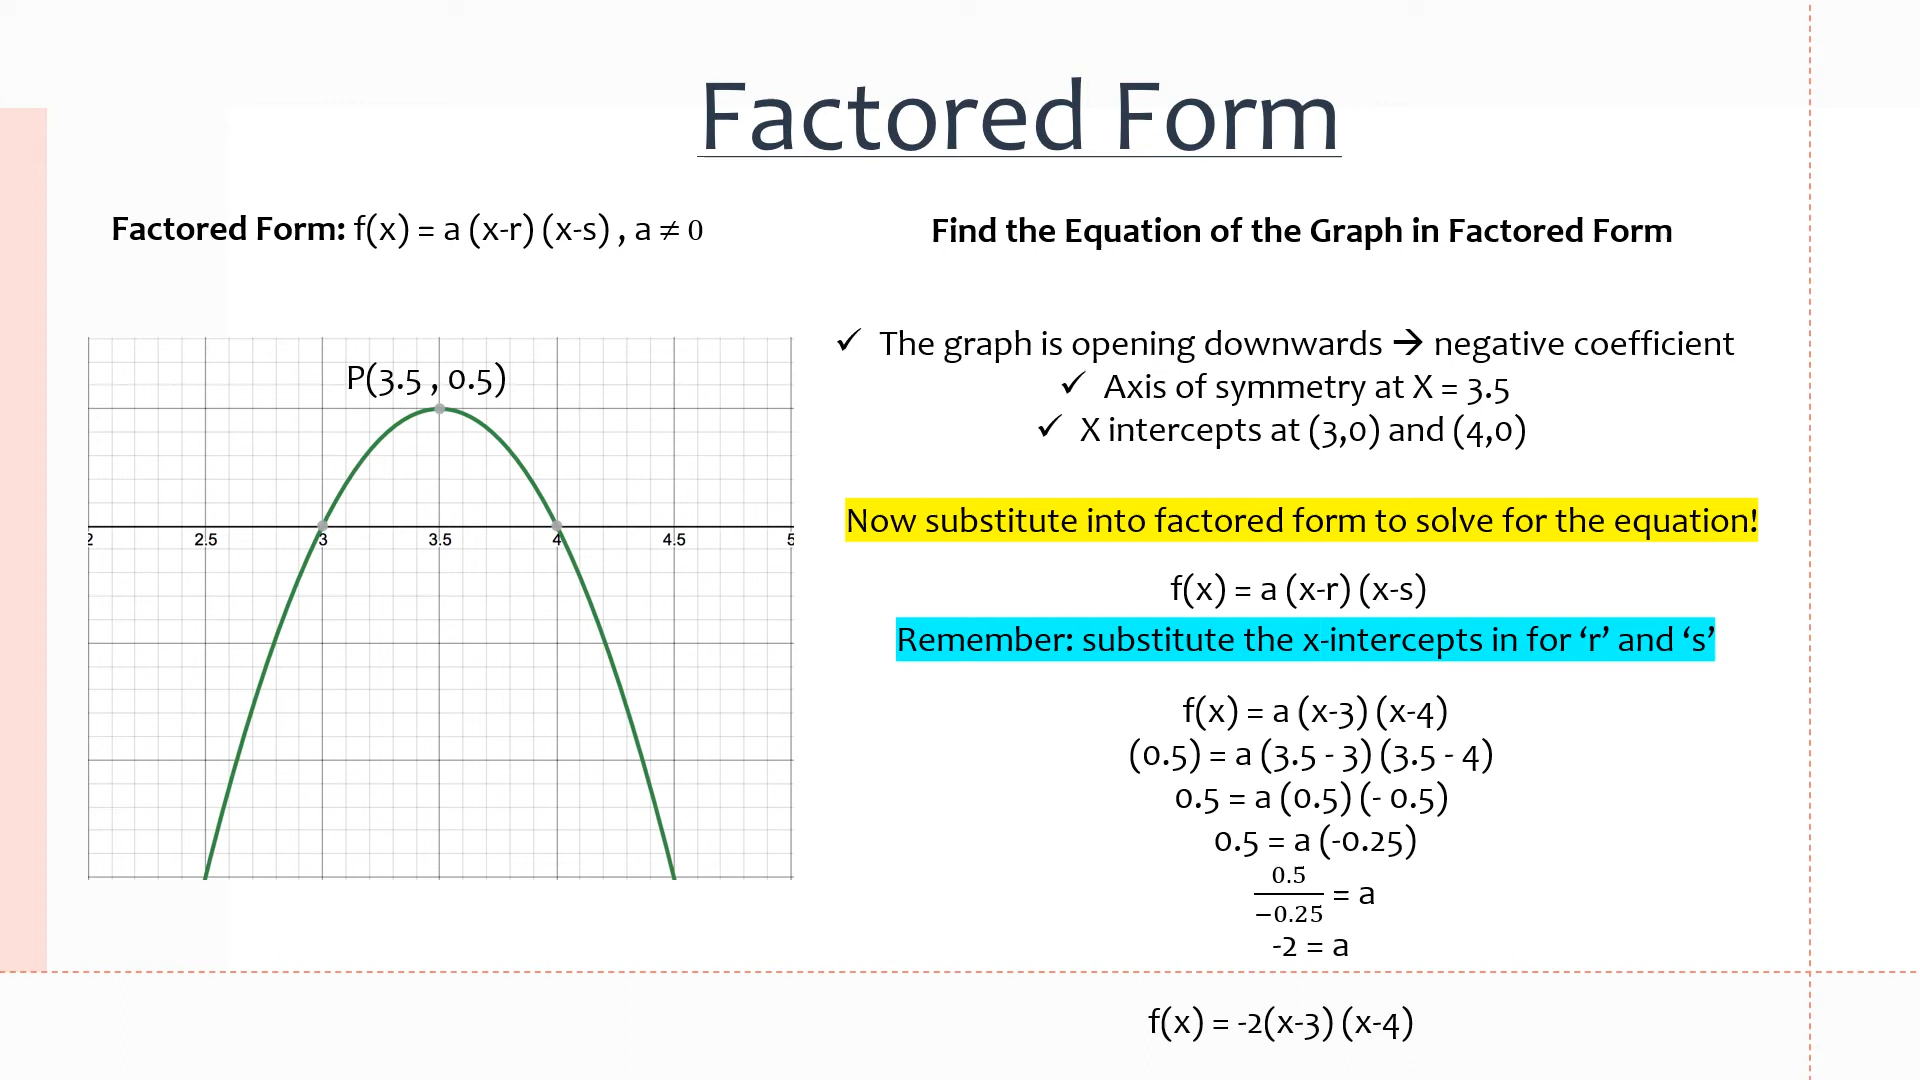 Factored Form
Factored Form: f(x) = a (x-r) (x-s) , a ≠ 0
Find the Equation of the Graph in Factored Form
P(3.5 , 0.5)
2 2.5 3 3.5 4 4.5 5
✓ The graph is opening downwards → negative coefficient
✓ Axis of symmetry at X = 3.5
✓ X intercepts at (3,0) and (4,0)
Now substitute into factored form to solve for the equation!
f(x) = a (x-r) (x-s)
Remember: substitute the x-intercepts in for ‘r’ and ‘s’
f(x) = a (x-3) (x-4)
(0.5) = a (3.5 - 3) (3.5 - 4)
0.5 = a (0.5) (- 0.5)
0.5 = a (-0.25)
0.5
−0.25 = a
-2 = a
f(x) = -2(x-3) (x-4)